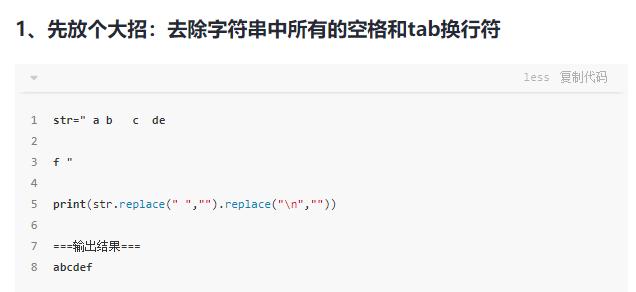 1、先放个大招：去除字符串中所有的空格和tab换行符
less 复制代码
1 str=" a b   c  de
2
3 f "
4
5 print(str.replace(" ","").replace("\n",""))
6
7 ===输出结果===
8 abcdef